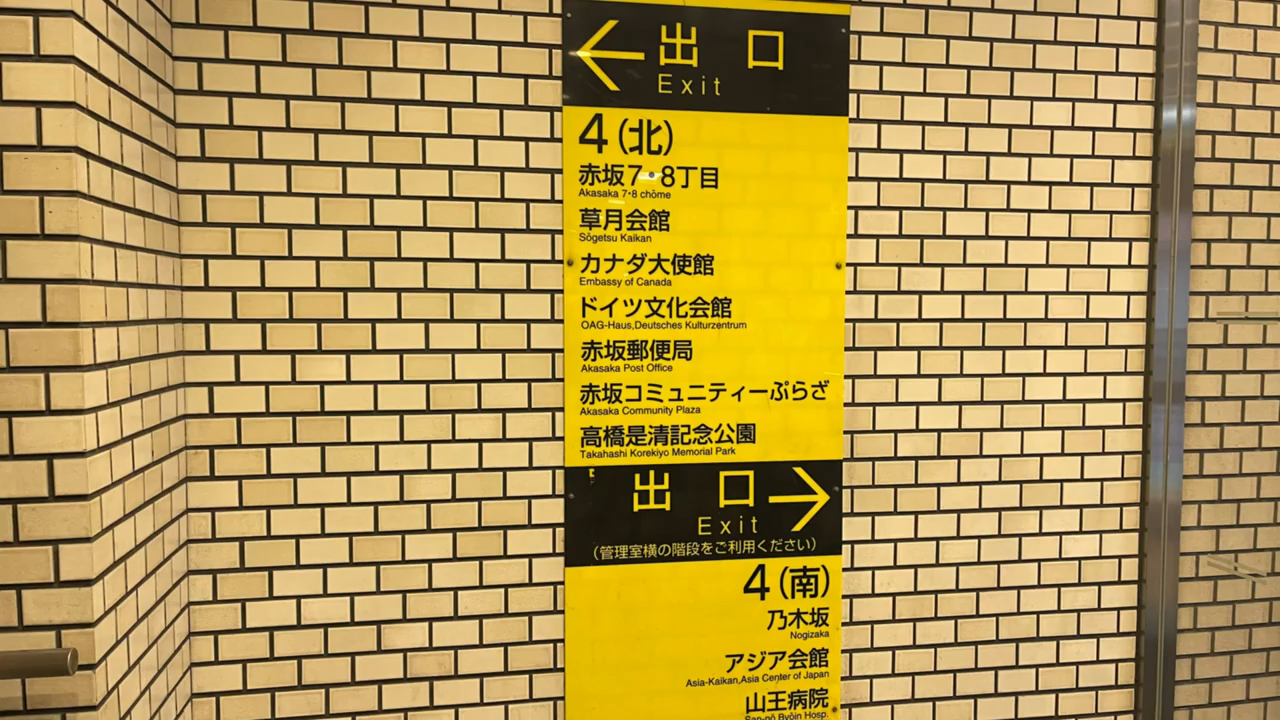 ← 出 口
Exit
4(北)
赤坂7・8丁目
Akasaka 7・8 chōme
草月会館
Sōgetsu Kaikan
カナダ大使館
Embassy of Canada
ドイツ文化会館
OAG-Haus,Deutsches Kulturzentrum
赤坂郵便局
Akasaka Post Office
赤坂コミュニティーぷらざ
Akasaka Community Plaza
高橋是清記念公園
Takahashi Korekiyo Memorial Park
出 口 →
Exit
(管理室横の階段をご利用ください)
4(南)
乃木坂
Nogizaka
アジア会館
Asia-Kaikan,Asia Center of Japan
山王病院
San-nō Byōin Hosp.